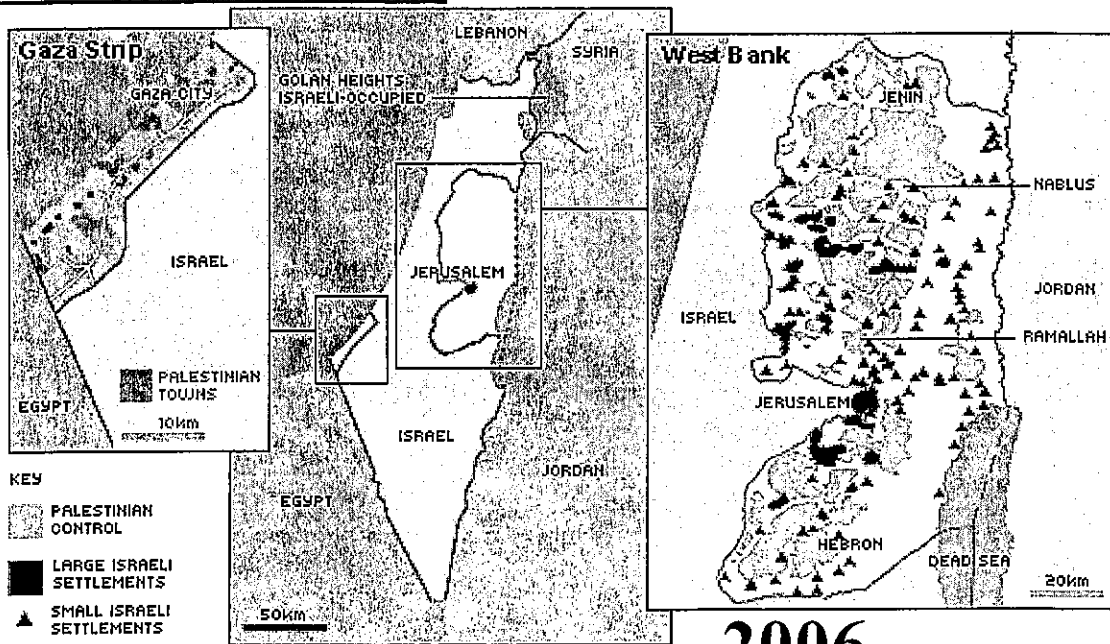 Gaza Strip
GAZA CITY
ISRAEL
EGYPT
PALESTINIAN
TOWNS
10km
KEY
PALESTINIAN
CONTROL
LARGE ISRAELI
SETTLEMENTS
SMALL ISRAELI
SETTLEMENTS
LEBANON
SYRIA
GOLAN HEIGHTS:
ISRAELI-OCCUPIED
JERUSALEM
ISRAEL
JORDAN
EGYPT
50km
West Bank
JENIN
NABLUS
ISRAEL
JORDAN
RAMALLAH
JERUSALEM
HEBRON
DEAD SEA
20km
2006